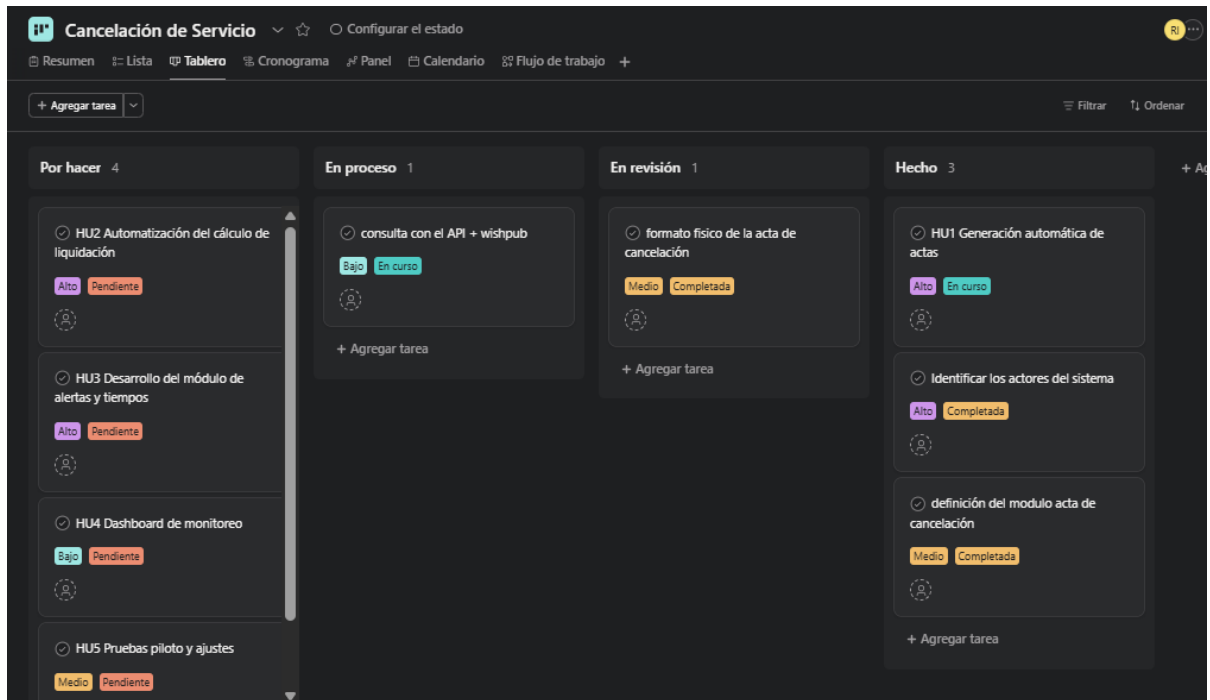 Cancelación de Servicio
Configurar el estado
RI
Resumen Lista Tablero Cronograma Panel Calendario Flujo de trabajo +
+ Agregar tarea
Filtrar Ordenar
Por hacer 4
HU2 Automatización del cálculo de
liquidación
Alto Pendiente
HU3 Desarrollo del módulo de
alertas y tiempos
Alto Pendiente
HU4 Dashboard de monitoreo
Bajo Pendiente
HU5 Pruebas piloto y ajustes
Medio Pendiente
En proceso 1
consulta con el API + wishpub
Bajo En curso
+ Agregar tarea
En revisión 1
formato fisico de la acta de
cancelación
Medio Completada
+ Agregar tarea
Hecho 3
HU1 Generación automática de
actas
Alto En curso
Identificar los actores del sistema
Alto Completada
definición del modulo acta de
cancelación
Medio Completada
+ Agregar tarea
+ Ag